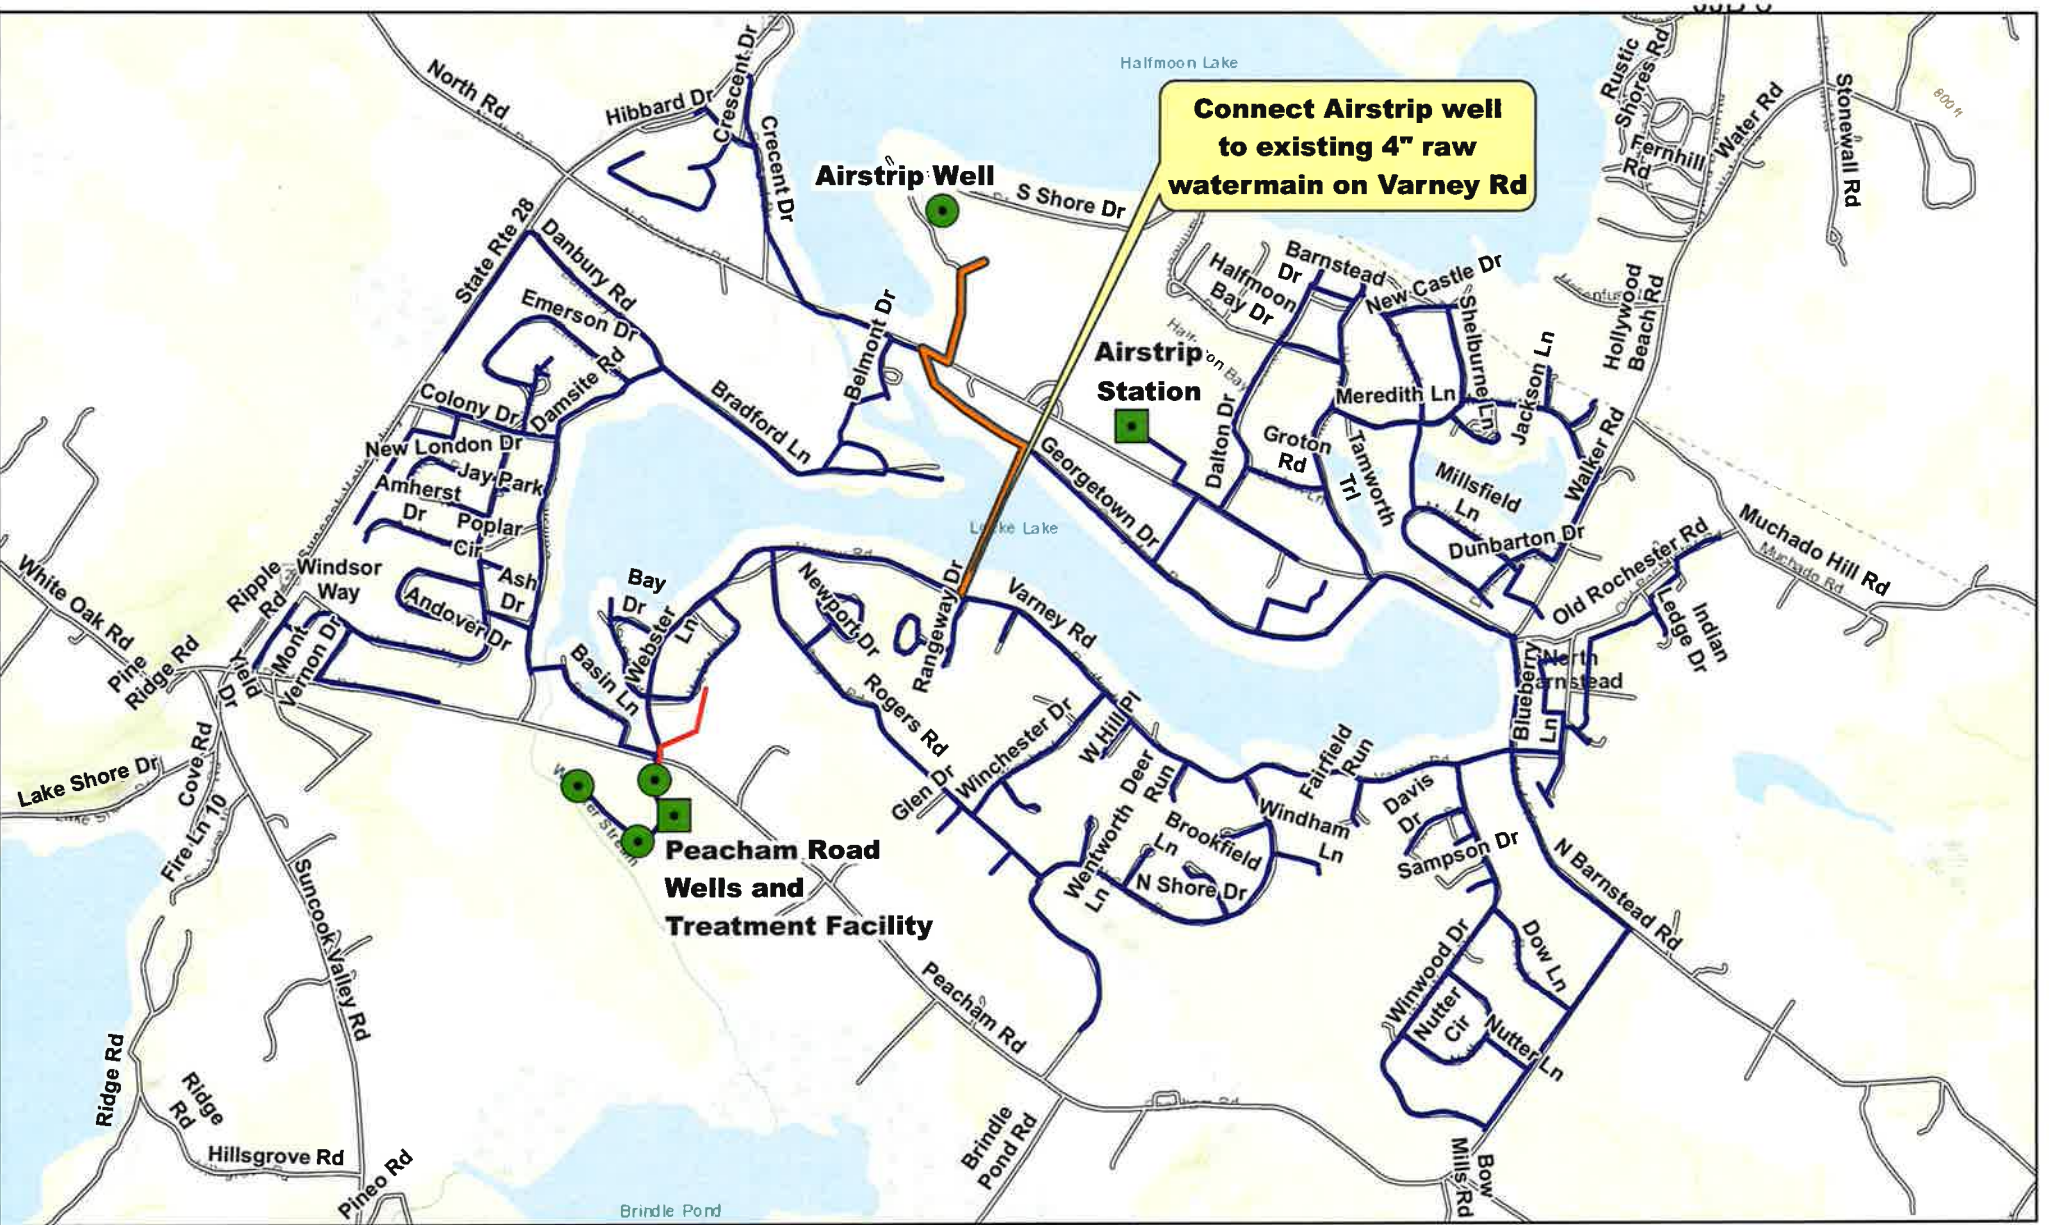 Halfmoon Lake
Connect Airstrip well
to existing 4" raw
watermain on Varney Rd
North Rd
Hibbard Dr
Crescent Dr
Crecent Dr
Airstrip Well
S Shore Dr
Rustic
Shores Rd
Fernhill
Rd
Water Rd
Stonewall Rd
800 ft
State Rte 28
Danbury Rd
Emerson Dr
Belmont Dr
Halfmoon
Bay Dr
Barnstead
Dr
New Castle Dr
Shelburne Ln
Jackson Ln
Hollywood
Beach Rd
Airstrip
Station
Colony Dr
Damsite Rd
Bradford Ln
New London Dr
Jay Park
Amherst
Dr
Poplar
Cir
Georgetown Dr
Dalton Dr
Meredith Ln
Groton
Rd
Tamworth
Trl
Millsfield
Ln
Walker Rd
Dunbarton Dr
Old Rochester Rd
Muchado Hill Rd
Muchado Rd
Locke Lake
White Oak Rd
Pine
Ridge Rd
Ripple
Rd
Windsor
Way
Ash
Dr
Andover Dr
Mont
Vernon Dr
Bay
Dr
Webster
Ln
Basin Ln
Newport Dr
Rangeway Dr
Varney Rd
Indian
Ledge Dr
North
Barnstead
Blueberry
Ln
Rogers Rd
Winchester Dr
W Hill Pl
Glen Dr
Deer
Run
Fairfield
Run
Windham
Ln
Davis
Dr
Sampson Dr
Brookfield
Ln
Wentworth
Ln
N Shore Dr
N Barnstead Rd
Lake Shore Dr
Cove Rd
Fire Ln 10
Suncook Valley Rd
Peacham Road
Wells and
Treatment Facility
Peacham Rd
Winwood Dr
Dow Ln
Nutter
Cir
Nutter Ln
Ridge Rd
Ridge
Rd
Hillsgrove Rd
Pineo Rd
Brindle
Pond Rd
Brindle Pond
Bow
Mills Rd